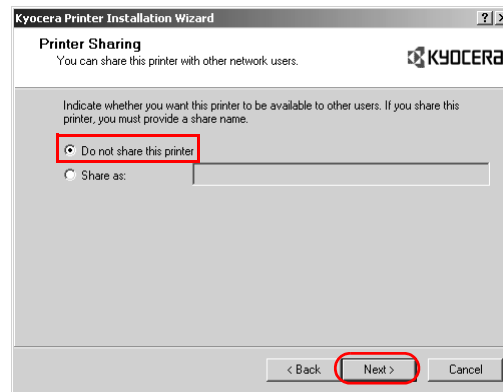 Kyocera Printer Installation Wizard
Printer Sharing
You can share this printer with other network users.
KYOCERA
Indicate whether you want this printer to be available to other users. If you share this
printer, you must provide a share name.
Do not share this printer
Share as:
< Back
Next >
Cancel